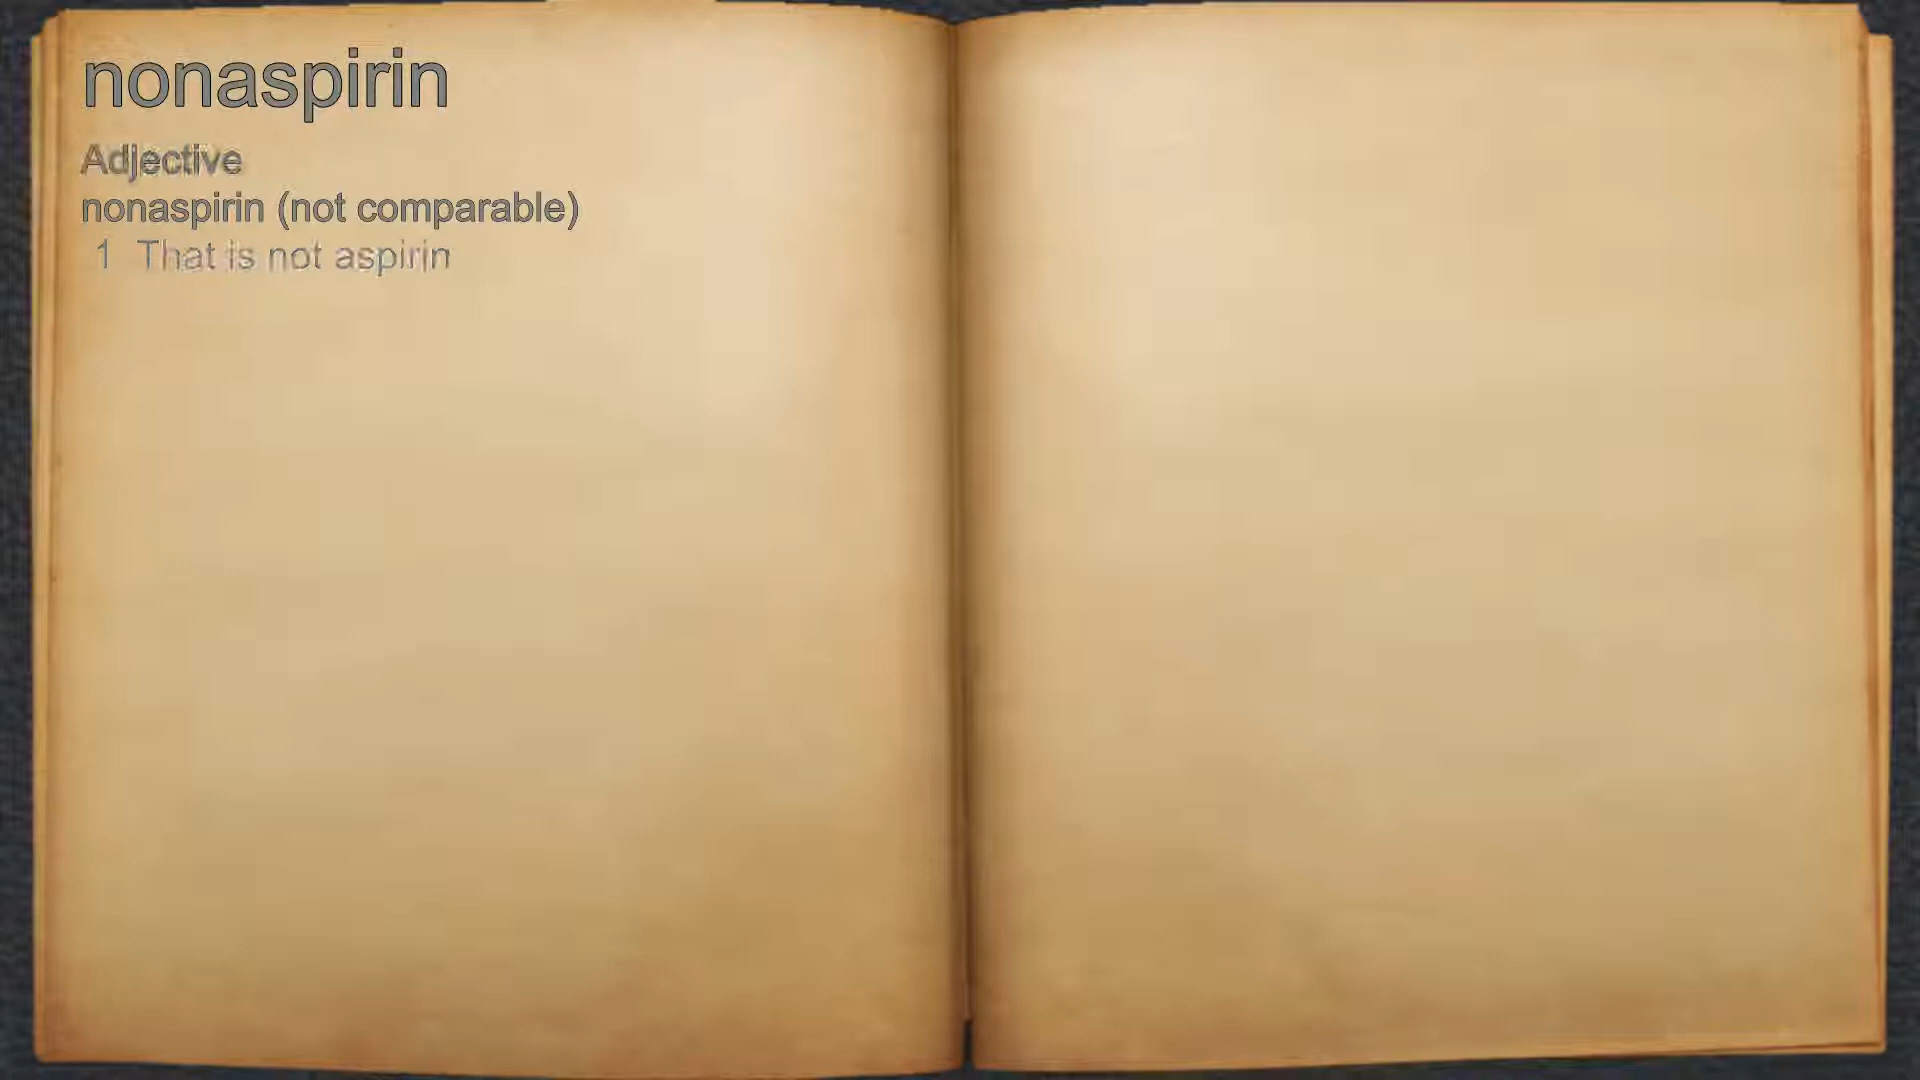 nonaspirin
Adjective
nonaspirin (not comparable)
1 That is not aspirin